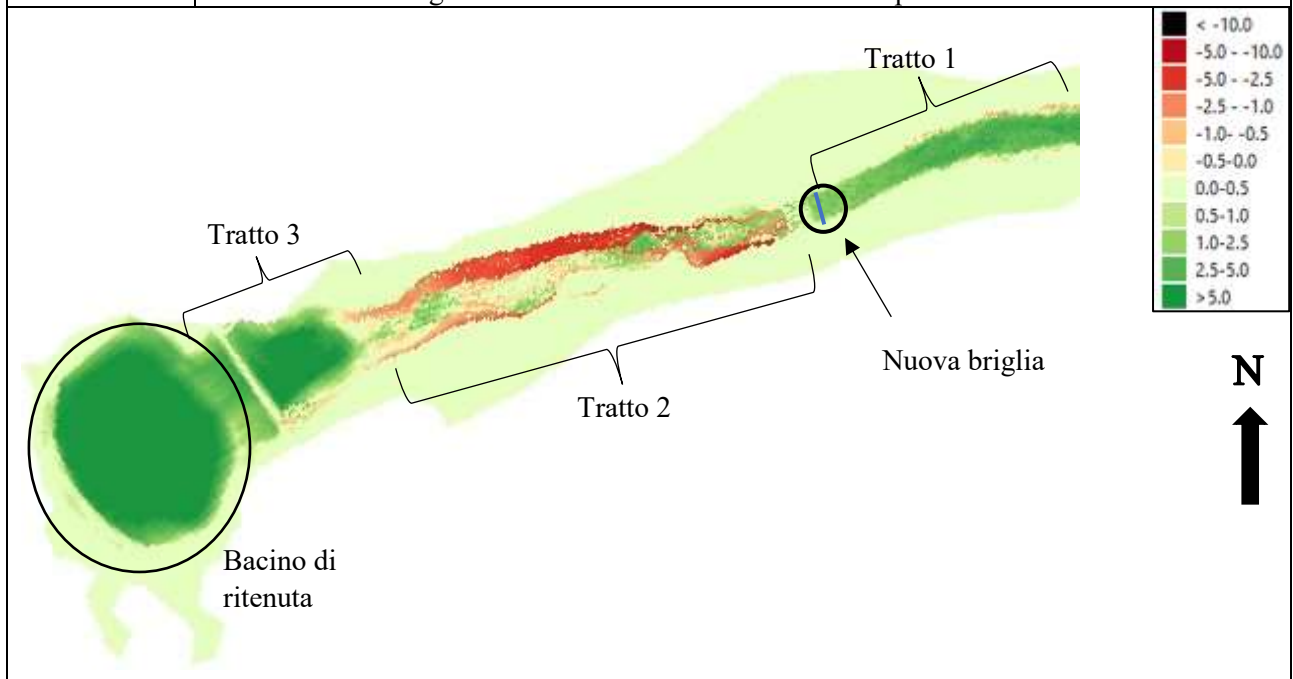 < -10.0
-5.0 - -10.0
-5.0 - -2.5
-2.5 - -1.0
-1.0- -0.5
-0.5-0.0
0.0-0.5
0.5-1.0
1.0-2.5
2.5-5.0
>5.0
Tratto 1
Tratto 3
Nuova briglia
N
Tratto 2
Bacino di
ritenuta